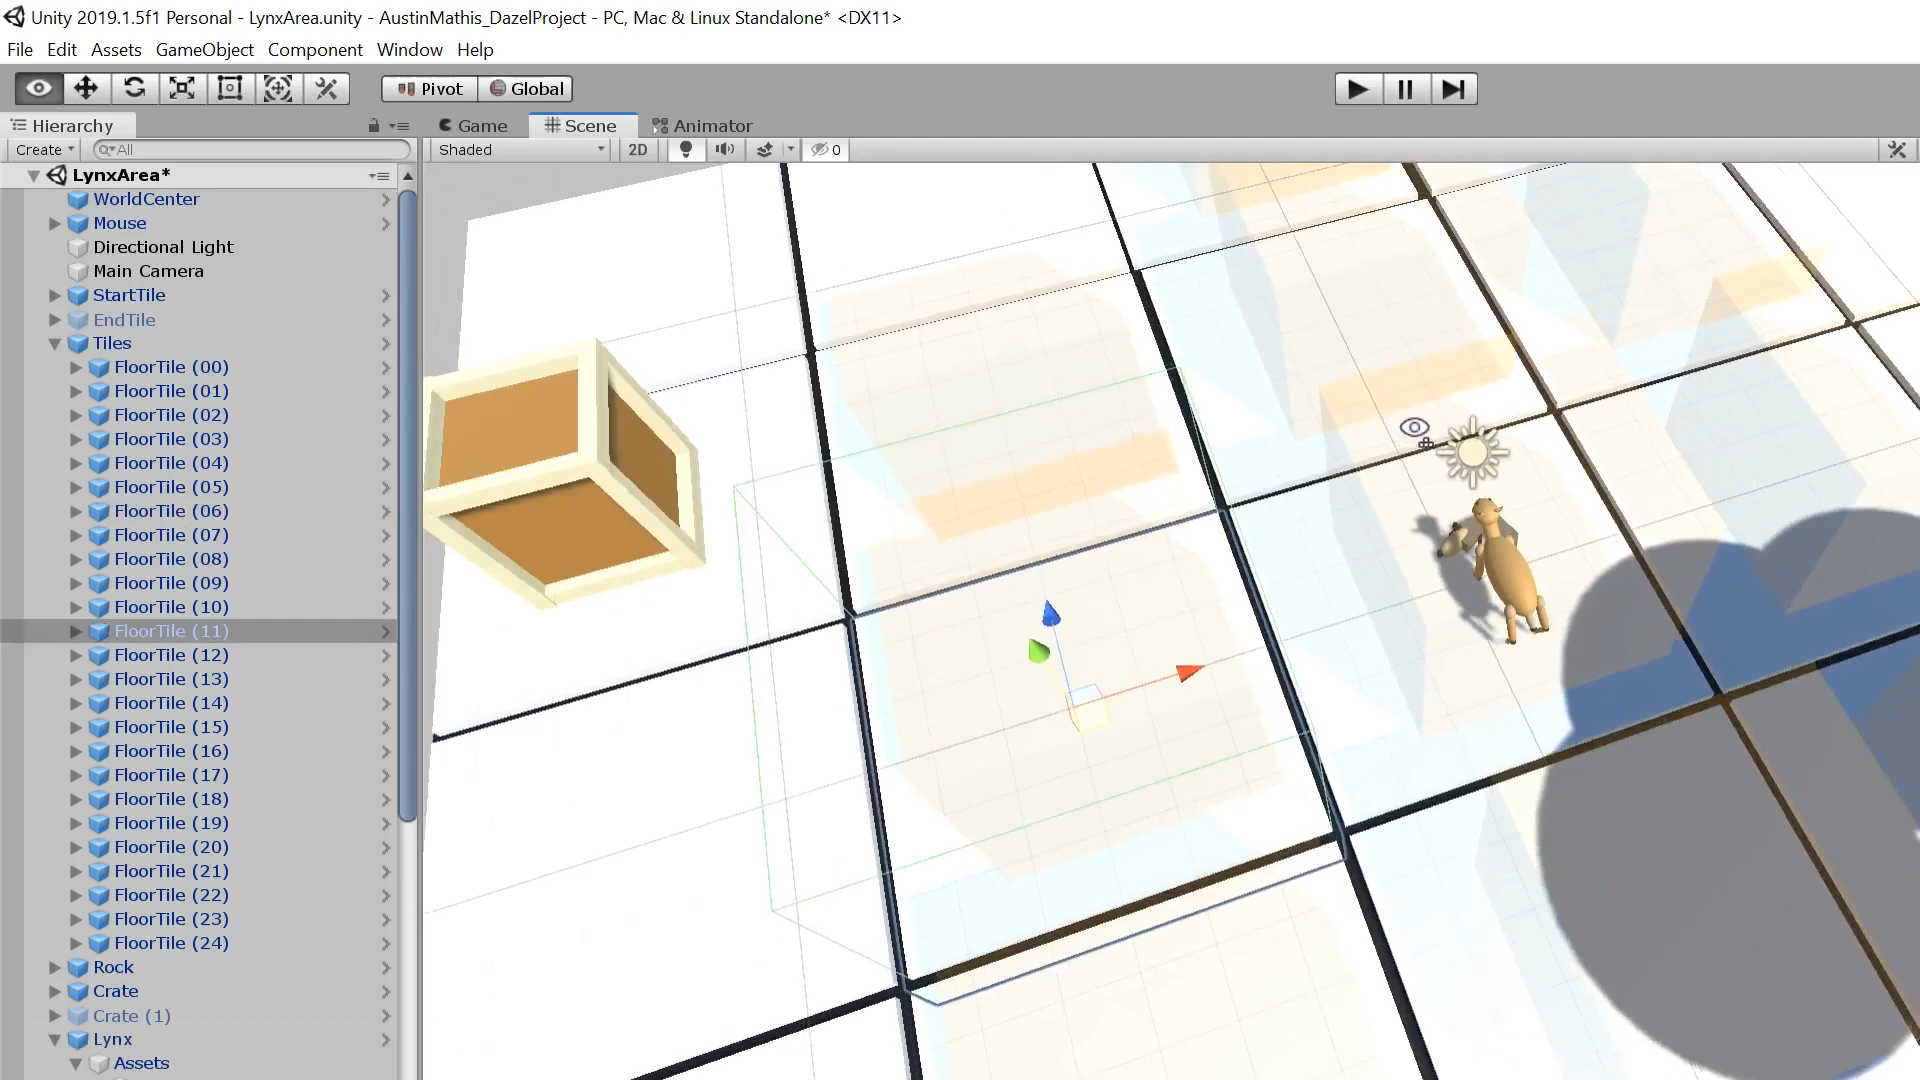 Unity 2019.1.5f1 Personal - LynxArea.unity - AustinMathis_DazelProject - PC, Mac & Linux Standalone* <DX11>
File Edit Assets GameObject Component Window Help
Pivot Global
Hierarchy
Game Scene Animator
Create All
Shaded 2D 0
LynxArea*
WorldCenter
Mouse
Directional Light
Main Camera
StartTile
EndTile
Tiles
FloorTile (00)
FloorTile (01)
FloorTile (02)
FloorTile (03)
FloorTile (04)
FloorTile (05)
FloorTile (06)
FloorTile (07)
FloorTile (08)
FloorTile (09)
FloorTile (10)
FloorTile (11)
FloorTile (12)
FloorTile (13)
FloorTile (14)
FloorTile (15)
FloorTile (16)
FloorTile (17)
FloorTile (18)
FloorTile (19)
FloorTile (20)
FloorTile (21)
FloorTile (22)
FloorTile (23)
FloorTile (24)
Rock
Crate
Crate (1)
Lynx
Assets